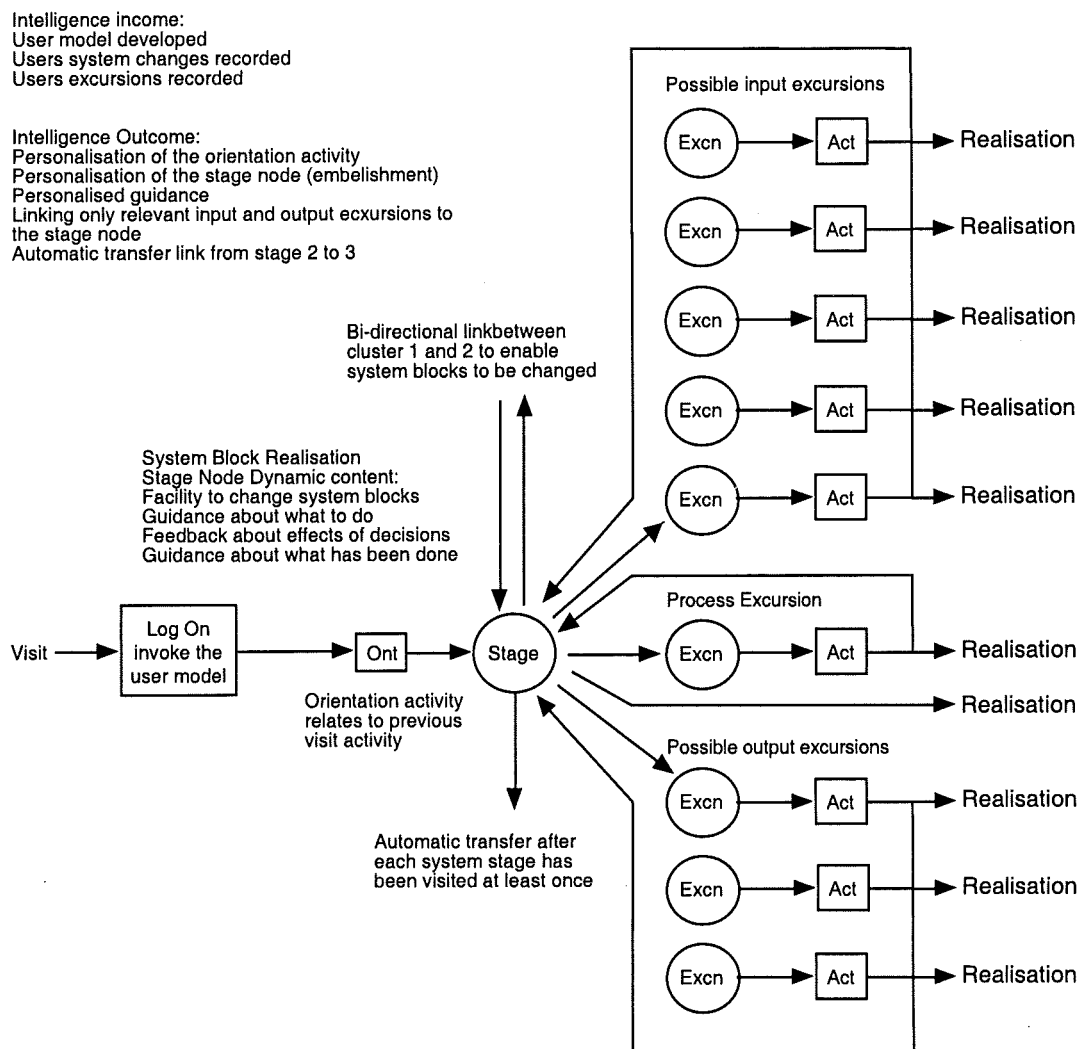 Intelligence income:
User model developed
Users system changes recorded
Users excursions recorded
Intelligence Outcome:
Personalisation of the orientation activity
Personalisation of the stage node (embelishment)
Personalised guidance
Linking only relevant input and output ecxursions to
the stage node
Automatic transfer link from stage 2 to 3
Possible input excursions
Excn
Act
Realisation
Excn
Act
Realisation
Excn
Act
Realisation
Excn
Act
Realisation
Excn
Act
Realisation
Bi-directional linkbetween
cluster 1 and 2 to enable
system blocks to be changed
System Block Realisation
Stage Node Dynamic content:
Facility to change system blocks
Guidance about what to do
Feedback about effects of decisions
Guidance about what has been done
Visit
Log On
invoke the
user model
Ont
Stage
Orientation activity
relates to previous
visit activity
Process Excursion
Excn
Act
Realisation
Realisation
Automatic transfer after
each system stage has
been visited at least once
Possible output excursions
Excn
Act
Realisation
Excn
Act
Realisation
Excn
Act
Realisation